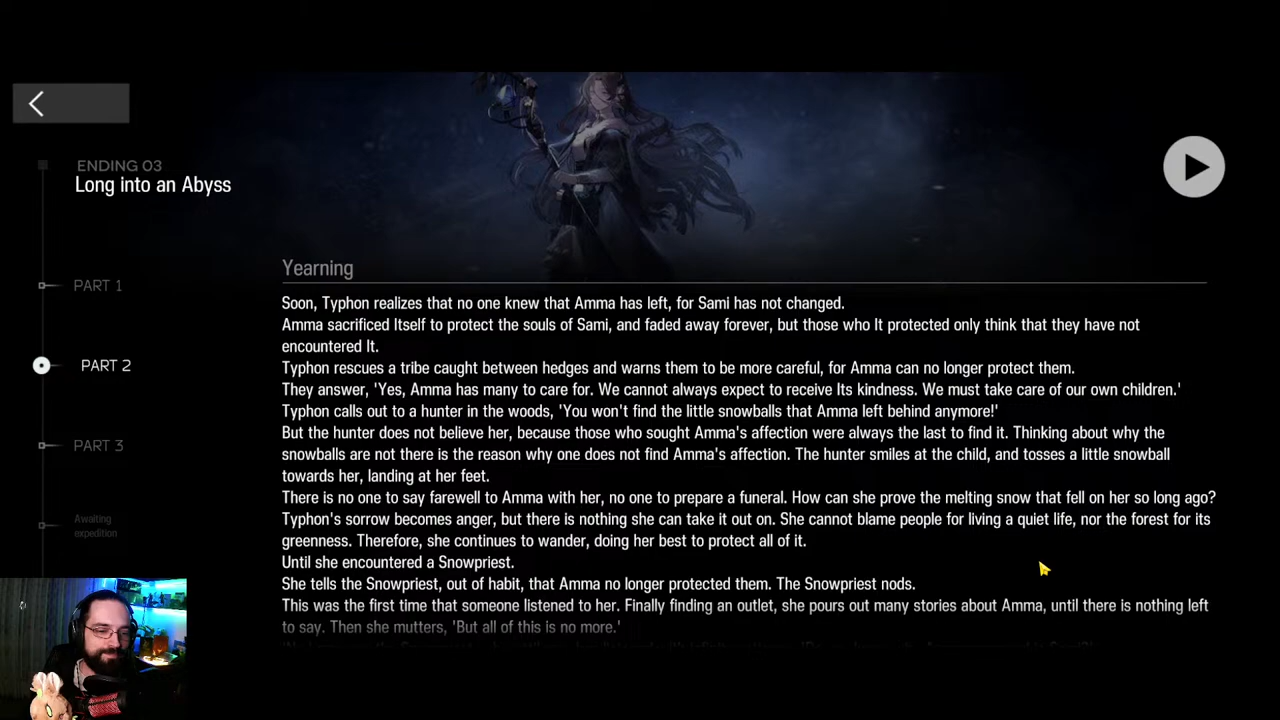 ENDING 03
Long into an Abyss
PART 1
PART 2
PART 3
Awaiting
expedition
Yearning
Soon, Typhon realizes that no one knew that Amma has left, for Sami has not changed.
Amma sacrificed Itself to protect the souls of Sami, and faded away forever, but those who It protected only think that they have not
encountered It.
Typhon rescues a tribe caught between hedges and warns them to be more careful, for Amma can no longer protect them.
They answer, 'Yes, Amma has many to care for. We cannot always expect to receive Its kindness. We must take care of our own children.'
Typhon calls out to a hunter in the woods, 'You won't find the little snowballs that Amma left behind anymore!'
But the hunter does not believe her, because those who sought Amma's affection were always the last to find it. Thinking about why the
snowballs are not there is the reason why one does not find Amma's affection. The hunter smiles at the child, and tosses a little snowball
towards her, landing at her feet.
There is no one to say farewell to Amma with her, no one to prepare a funeral. How can she prove the melting snow that fell on her so long ago?
Typhon's sorrow becomes anger, but there is nothing she can take it out on. She cannot blame people for living a quiet life, nor the forest for its
greenness. Therefore, she continues to wander, doing her best to protect all of it.
Until she encountered a Snowpriest.
She tells the Snowpriest, out of habit, that Amma no longer protected them. The Snowpriest nods.
This was the first time that someone listened to her. Finally finding an outlet, she pours out many stories about Amma, until there is nothing left
to say. Then she mutters, 'But all of this is no more.'